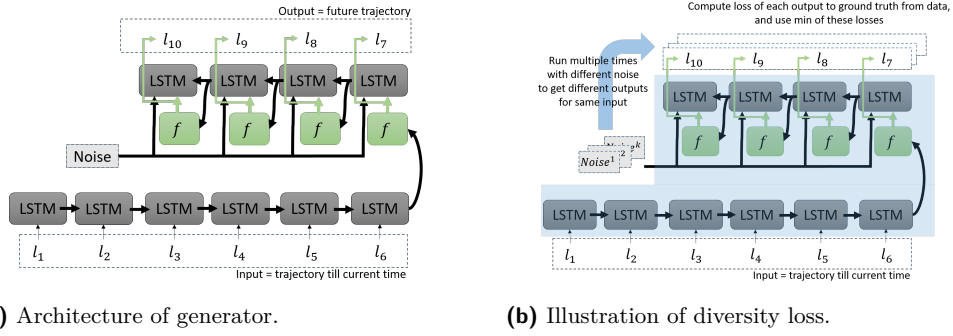 Output = future trajectory
l10 l9 l8 l7
LSTM LSTM LSTM LSTM
f f f f
Noise
LSTM LSTM LSTM LSTM LSTM LSTM
l1 l2 l3 l4 l5 l6
Input = trajectory till current time
) Architecture of generator.
Compute loss of each output to ground truth from data,
and use min of these losses
Run multiple times
with different noise
to get different outputs
for same input
l10 l9 l8 l7
LSTM LSTM LSTM LSTM
f f f f
Noise^k
2
Noise^1
LSTM LSTM LSTM LSTM LSTM LSTM
l1 l2 l3 l4 l5 l6
Input = trajectory till current time
(b) Illustration of diversity loss.